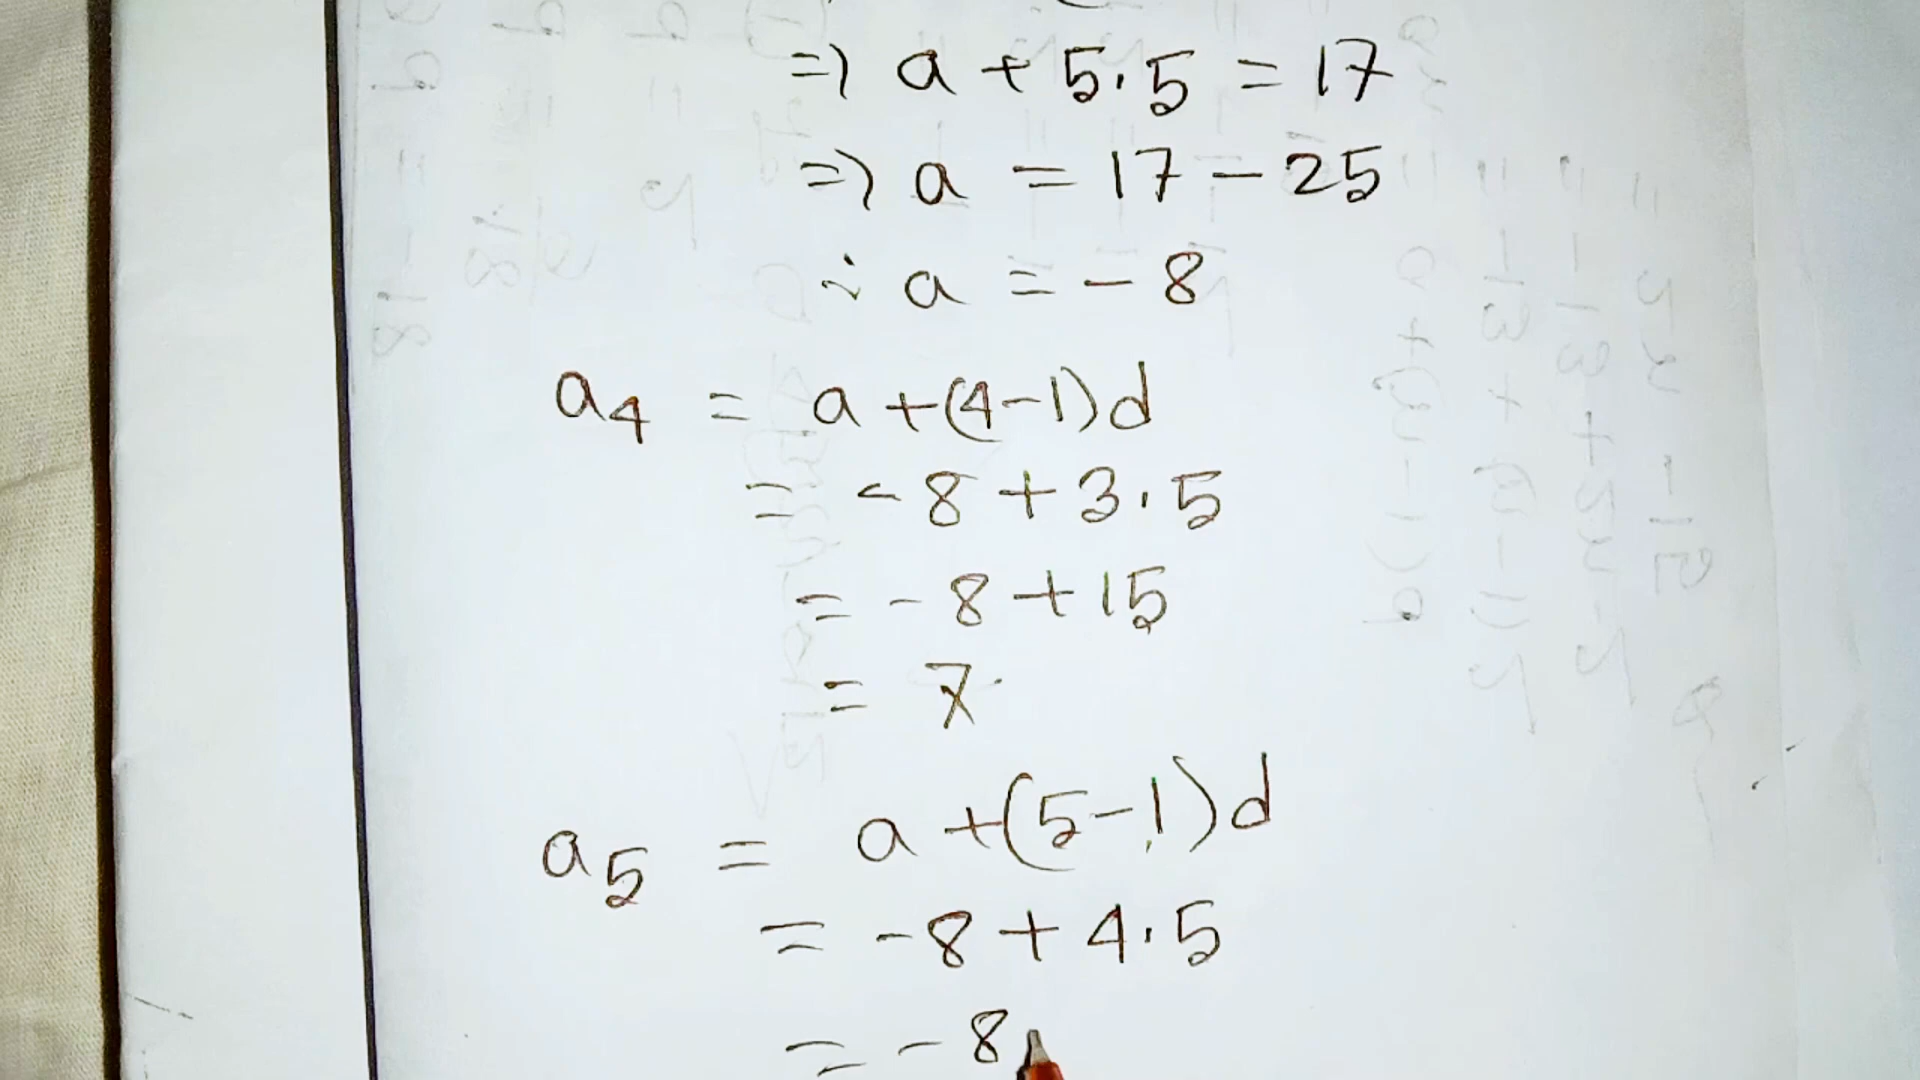 => a + 5.5 = 17
=> a = 17 - 25
∴ a = - 8
a4 = a + (4-1)d
= - 8 + 3.5
= - 8 + 15
= 7
a5 = a + (5-1)d
= - 8 + 4.5
= - 8